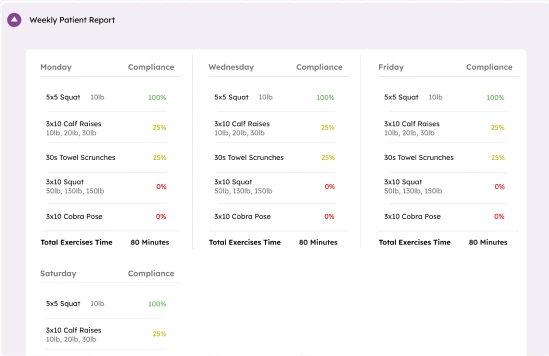 Weekly Patient Report
Monday Compliance
5x5 Squat 10lb 100%
3x10 Calf Raises
10lb, 20lb, 30lb
25%
30s Towel Scrunches 25%
3x10 Squat
50lb, 130lb, 150lb
0%
3x10 Cobra Pose 0%
Total Exercises Time 80 Minutes
Wednesday Compliance
5x5 Squat 10lb 100%
3x10 Calf Raises
10lb, 20lb, 30lb
25%
30s Towel Scrunches 25%
3x10 Squat
50lb, 130lb, 150lb
0%
3x10 Cobra Pose 0%
Total Exercises Time 80 Minutes
Friday Compliance
5x5 Squat 10lb 100%
3x10 Calf Raises
10lb, 20lb, 30lb
25%
30s Towel Scrunches 25%
3x10 Squat
50lb, 130lb, 150lb
0%
3x10 Cobra Pose 0%
Total Exercises Time 80 Minutes
Saturday Compliance
5x5 Squat 10lb 100%
3x10 Calf Raises
10lb, 20lb, 30lb
25%